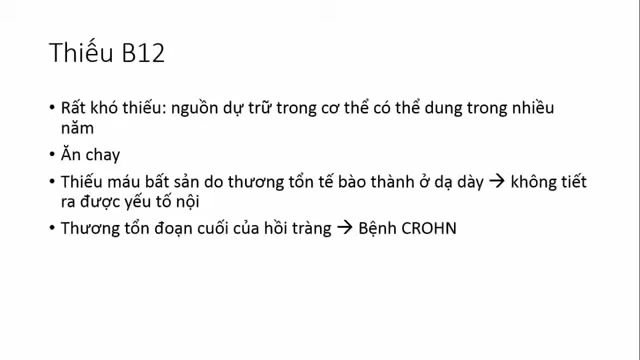 Thiếu B12
• Rất khó thiếu: nguồn dự trữ trong cơ thể có thể dung trong nhiều
năm
• Ăn chay
• Thiếu máu bất sản do thương tổn tế bào thành ở dạ dày → không tiết
ra được yếu tố nội
• Thương tổn đoạn cuối của hồi tràng → Bệnh CROHN